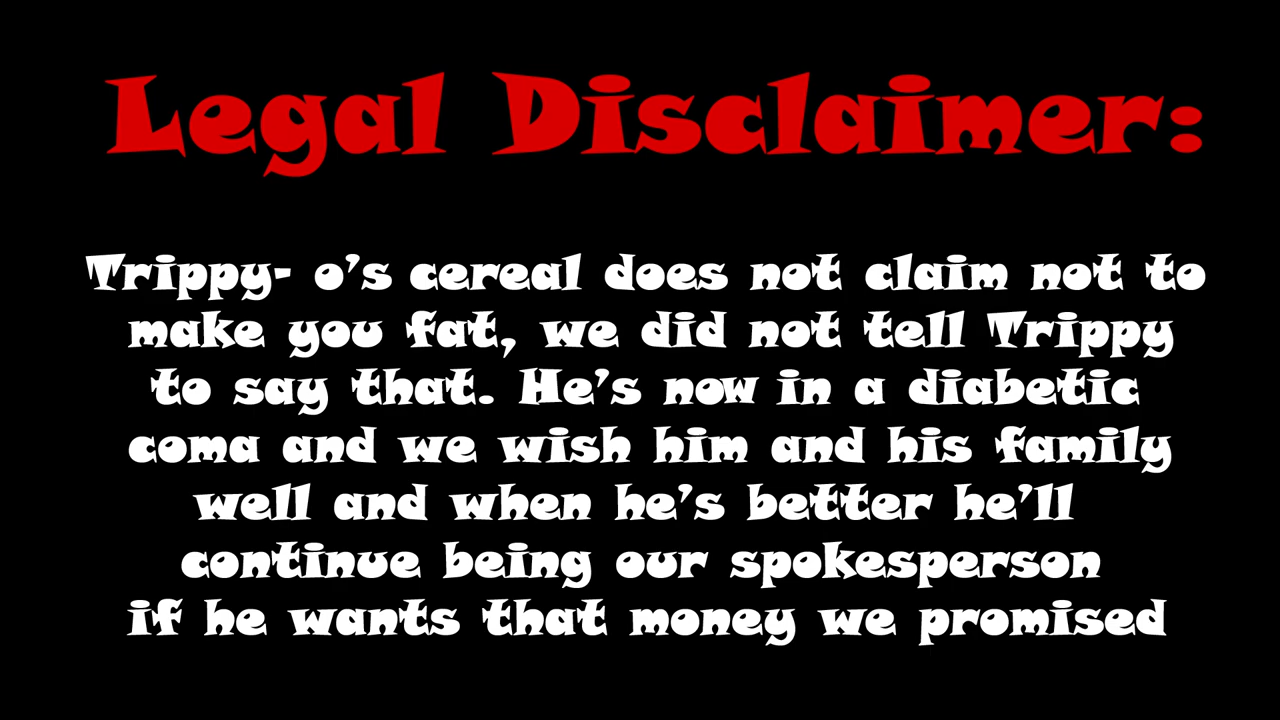 Legal Disclaimer:
Trippy- o's cereal does not claim not to
make you fat, we did not tell Trippy
to say that. He's now in a diabetic
coma and we wish him and his family
well and when he's better he'll
continue being our spokesperson
if he wants that money we promised